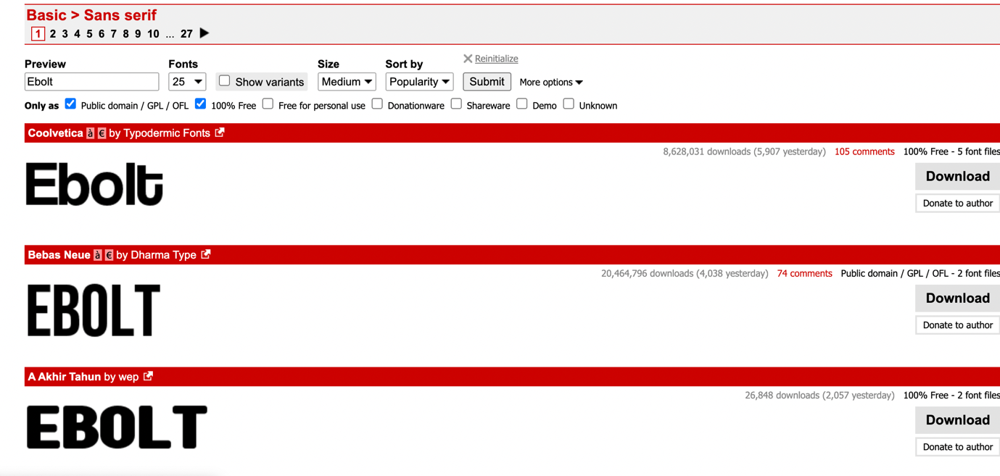 Basic > Sans serif
1 2 3 4 5 6 7 8 9 10 ... 27
Reinitialize
Preview Fonts Size Sort by
Ebolt 25 Show variants Medium Popularity Submit More options
Only as Public domain / GPL / OFL 100% Free Free for personal use Donationware Shareware Demo Unknown
Coolvetica à € by Typodermic Fonts
8,628,031 downloads (5,907 yesterday) 105 comments 100% Free - 5 font files
Ebolt
Download
Donate to author
Bebas Neue à € by Dharma Type
20,464,796 downloads (4,038 yesterday) 74 comments Public domain / GPL / OFL - 2 font files
EBOLT
Download
Donate to author
A Akhir Tahun by wep
26,848 downloads (2,057 yesterday) 100% Free - 2 font files
EBOLT
Download
Donate to author